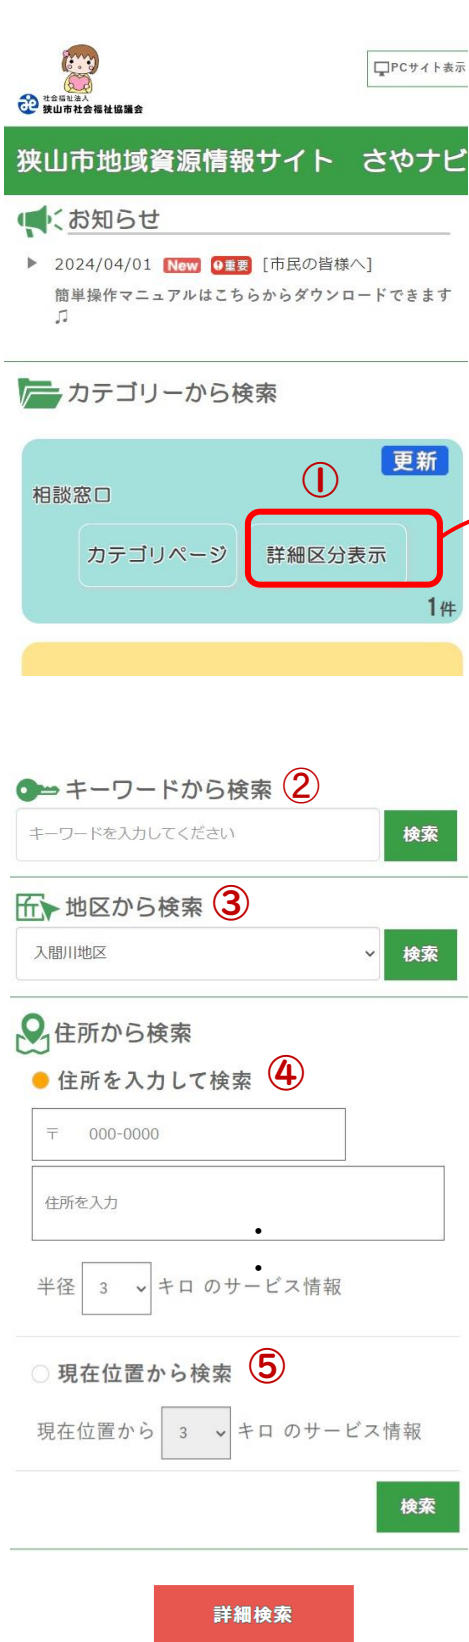 社会福祉法人
狭山市社会福祉協議会
PCサイト表示
狭山市地域資源情報サイト さやナビ
お知らせ
2024/04/01 New 重要 [市民の皆様へ]
簡単操作マニュアルはこちらからダウンロードできます
♫
カテゴリーから検索
更新
①
相談窓口
カテゴリページ 詳細区分表示
1件
キーワードから検索 ②
キーワードを入力してください 検索
地区から検索 ③
入間川地区 検索
住所から検索
住所を入力して検索 ④
〒 000-0000
住所を入力
半径 3 キロ のサービス情報
現在位置から検索 ⑤
現在位置から 3 キロ のサービス情報
検索
詳細検索